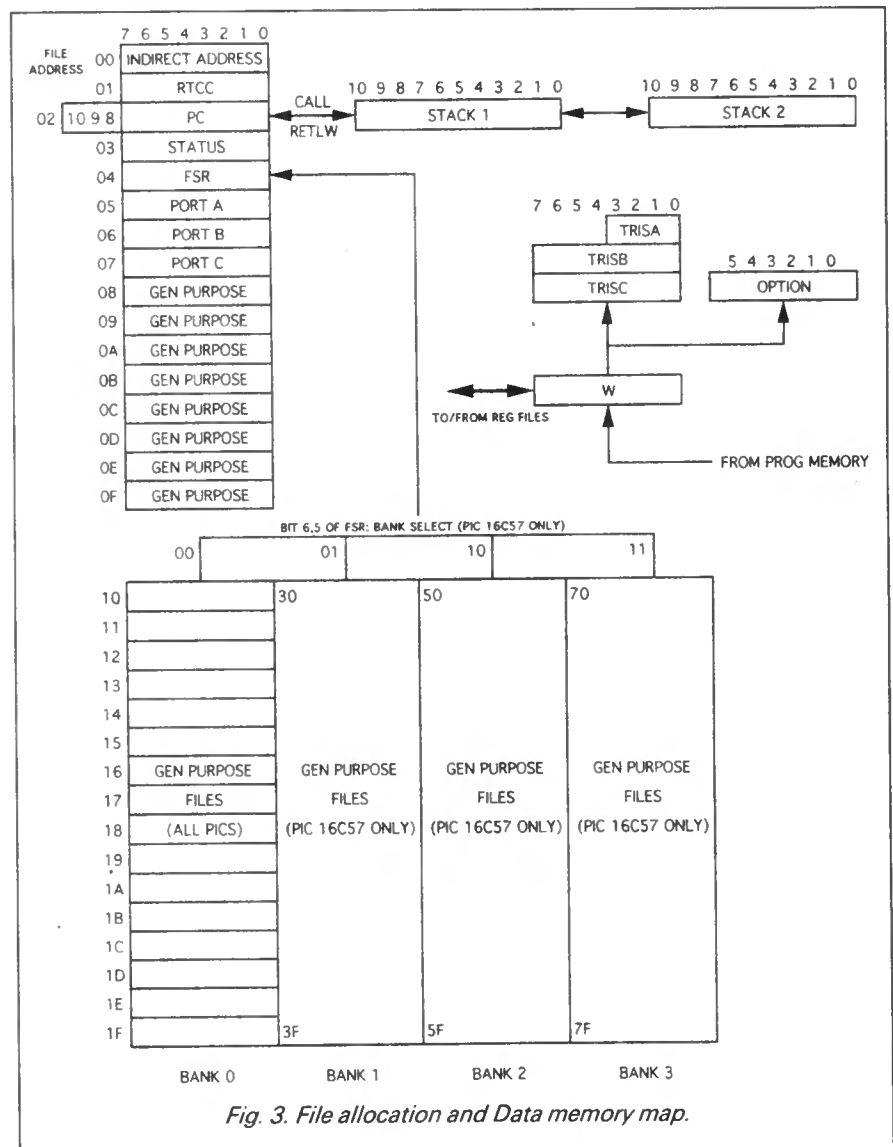 7 6 5 4 3 2 1 0
FILE ADDRESS
00 INDIRECT ADDRESS
01 RTCC
02 10 9 8 PC
03 STATUS
04 FSR
05 PORT A
06 PORT B
07 PORT C
08 GEN PURPOSE
09 GEN PURPOSE
0A GEN PURPOSE
0B GEN PURPOSE
0C GEN PURPOSE
0D GEN PURPOSE
0E GEN PURPOSE
0F GEN PURPOSE
CALL
RETLW
10 9 8 7 6 5 4 3 2 1 0
STACK 1
10 9 8 7 6 5 4 3 2 1 0
STACK 2
7 6 5 4 3 2 1 0
TRISA
TRISB
TRISC
5 4 3 2 1 0
OPTION
W
TO/FROM REG FILES
FROM PROG MEMORY
BIT 6.5 OF FSR: BANK SELECT (PIC 16C57 ONLY)
00 01 10 11
10 30 50 70
11
12
13
14
15
16 GEN PURPOSE GEN PURPOSE GEN PURPOSE GEN PURPOSE
17 FILES FILES FILES FILES
18 (ALL PICS) (PIC 16C57 ONLY) (PIC 16C57 ONLY) (PIC 16C57 ONLY)
19
1A
1B
1C
1D
1E
1F 3F 5F 7F
BANK 0 BANK 1 BANK 2 BANK 3
Fig. 3. File allocation and Data memory map.